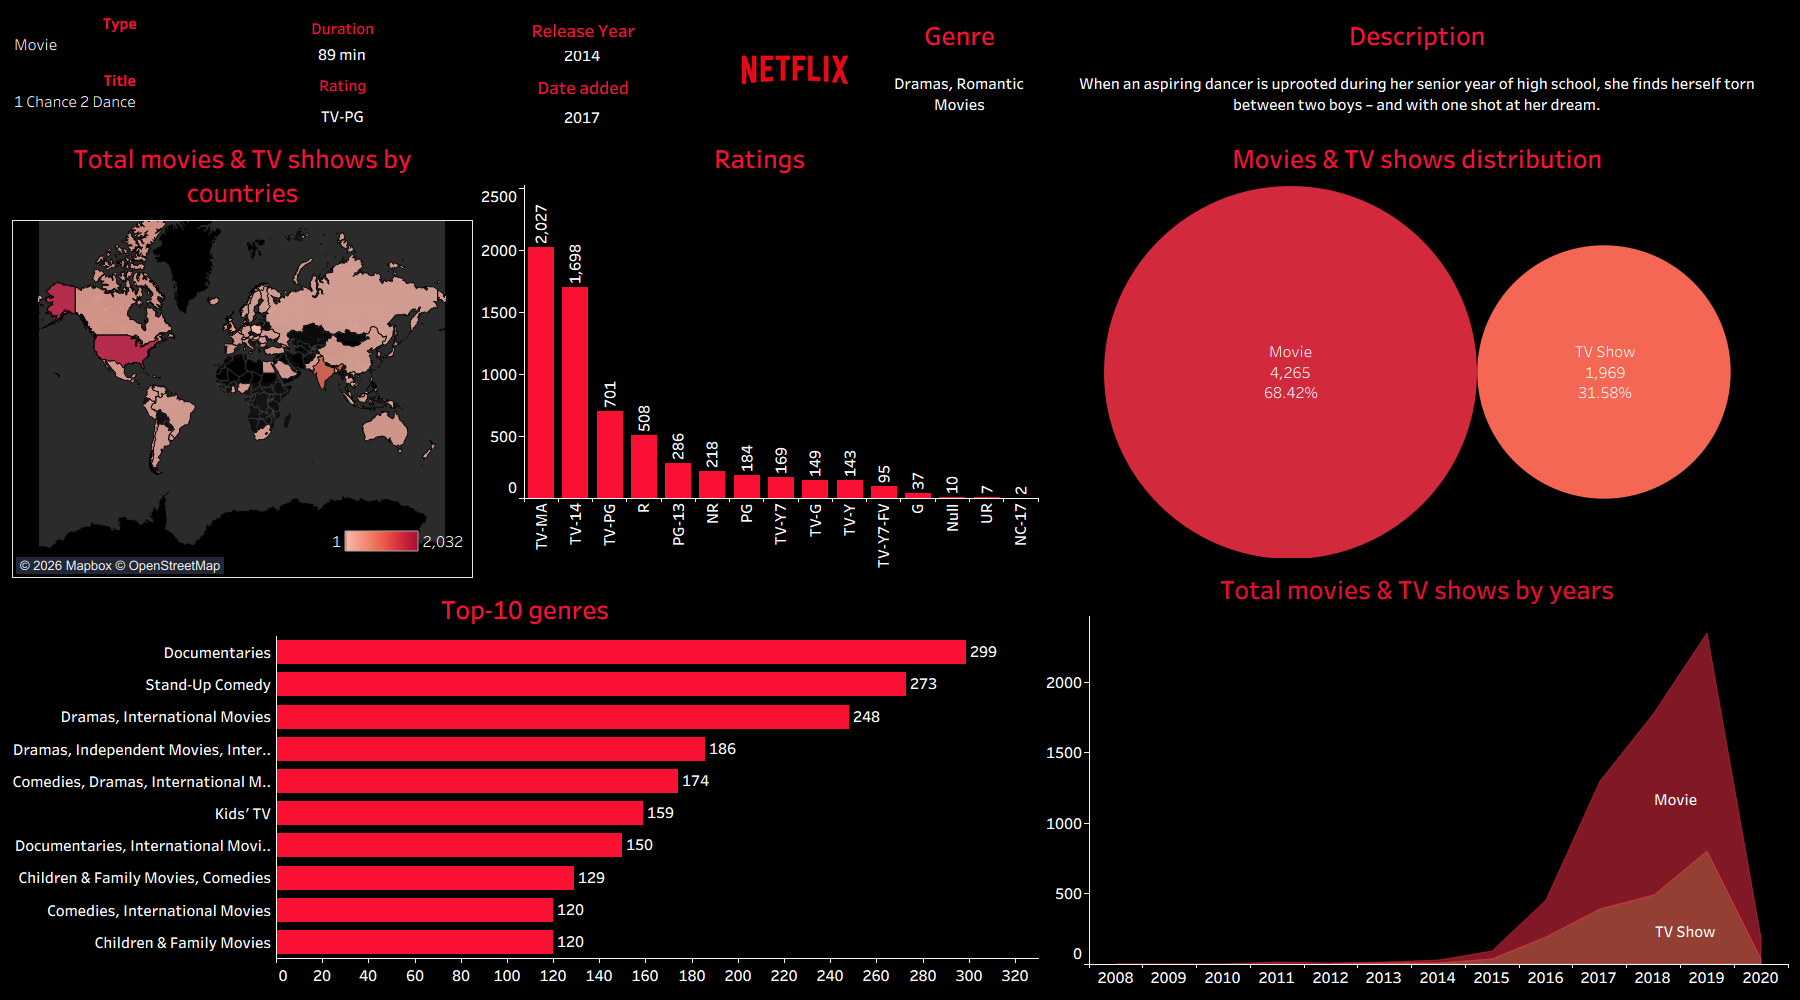 Type
Movie
Title
1 Chance 2 Dance
Duration
89 min
Rating
TV-PG
Release Year
2014
Date added
2017
NETFLIX
Genre
Dramas, Romantic
Movies
Description
When an aspiring dancer is uprooted during her senior year of high school, she finds herself torn
between two boys – and with one shot at her dream.
Total movies & TV shhows by
countries
1
2,032
© 2026 Mapbox © OpenStreetMap
Ratings
2500
2000
1500
1000
500
0
2,027
1,698
701
508
286
218
184
169
149
143
95
37
10
7
2
TV-MA
TV-14
TV-PG
R
PG-13
NR
PG
TV-Y7
TV-G
TV-Y
TV-Y7-FV
G
Null
UR
NC-17
Movies & TV shows distribution
Movie
4,265
68.42%
TV Show
1,969
31.58%
Top-10 genres
Documentaries 299
Stand-Up Comedy 273
Dramas, International Movies 248
Dramas, Independent Movies, Inter.. 186
Comedies, Dramas, International M.. 174
Kids' TV 159
Documentaries, International Movi.. 150
Children & Family Movies, Comedies 129
Comedies, International Movies 120
Children & Family Movies 120
0 20 40 60 80 100 120 140 160 180 200 220 240 260 280 300 320
Total movies & TV shows by years
2000
1500
1000
500
0
Movie
TV Show
2008 2009 2010 2011 2012 2013 2014 2015 2016 2017 2018 2019 2020